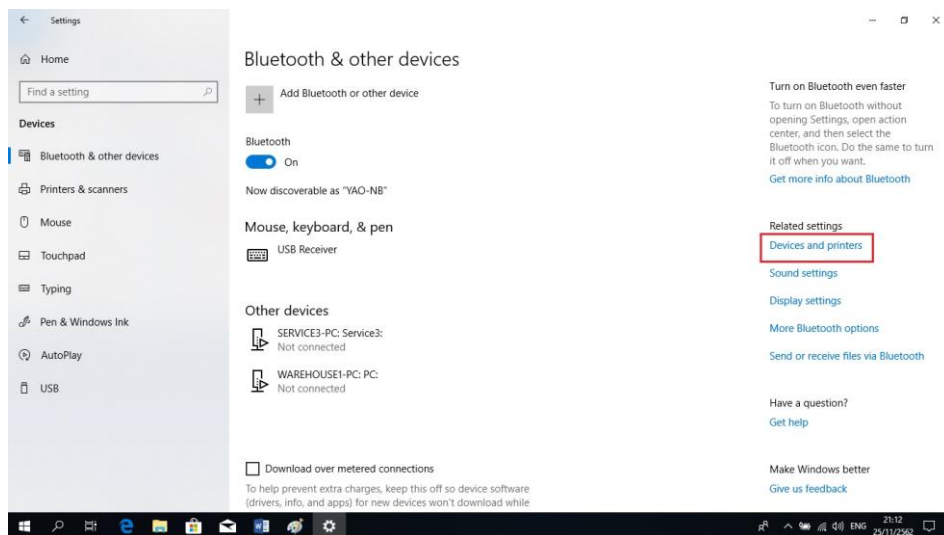 Settings
Home
Find a setting
Devices
Bluetooth & other devices
Printers & scanners
Mouse
Touchpad
Typing
Pen & Windows Ink
AutoPlay
USB
Bluetooth & other devices
Add Bluetooth or other device
Bluetooth
On
Now discoverable as "YAO-NB"
Mouse, keyboard, & pen
USB Receiver
Other devices
SERVICE3-PC: Service3:
Not connected
WAREHOUSE1-PC: PC:
Not connected
Download over metered connections
To help prevent extra charges, keep this off so device software
(drivers, info, and apps) for new devices won't download while
Turn on Bluetooth even faster
To turn on Bluetooth without
opening Settings, open action
center, and then select the
Bluetooth icon. Do the same to turn
it off when you want.
Get more info about Bluetooth
Related settings
Devices and printers
Sound settings
Display settings
More Bluetooth options
Send or receive files via Bluetooth
Have a question?
Get help
Make Windows better
Give us feedback
ENG
21:12
25/11/2562